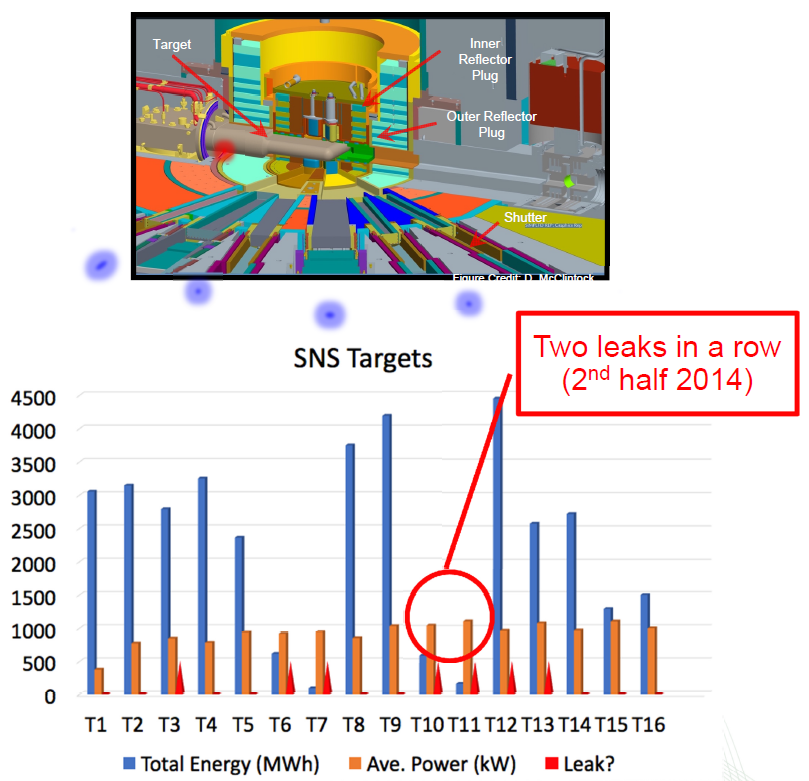 Target
Inner
Reflector
Plug
Outer Reflector
Plug
Shutter
Figure Credit: D. McClintock
Two leaks in a row
(2nd half 2014)
SNS Targets
4500
4000
3500
3000
2500
2000
1500
1000
500
0
T1 T2 T3 T4 T5 T6 T7 T8 T9 T10 T11 T12 T13 T14 T15 T16
Total Energy (MWh) Ave. Power (kW) Leak?